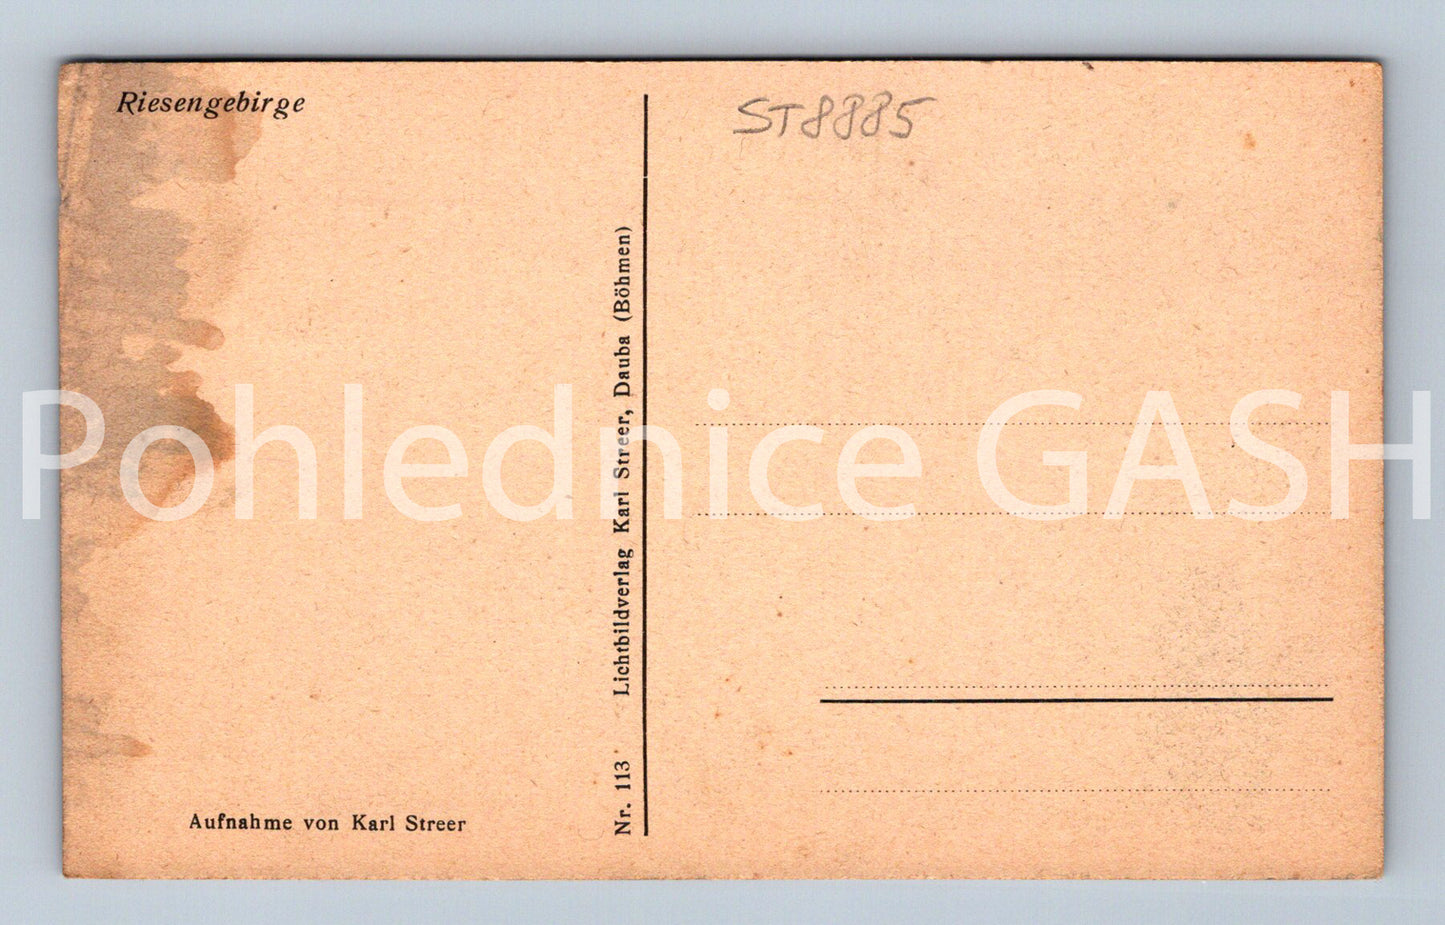 Riesengebirge
ST8885
Nr. 113 Lichtbildverlag Karl Streer, Dauba (Böhmen)
Pohlednice GASH
Aufnahme von Karl Streer